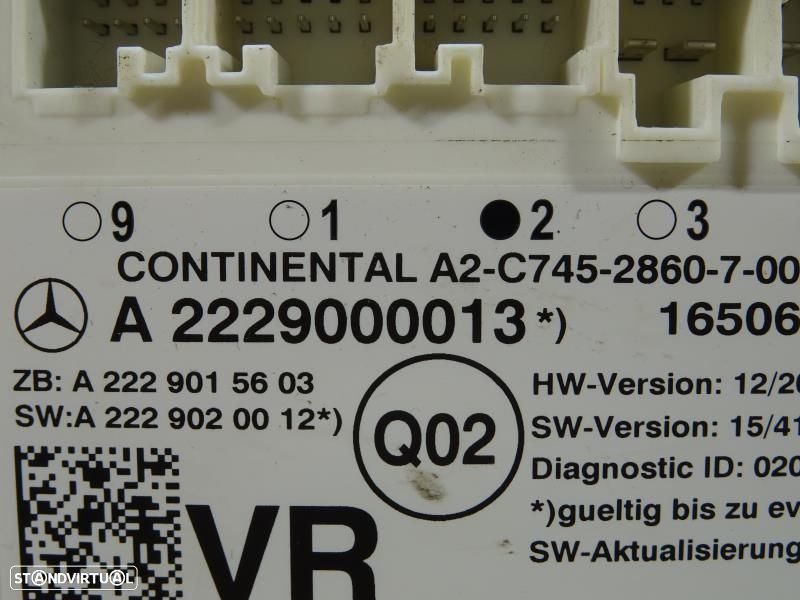 9 1 2 3
CONTINENTAL A2-C745-2860-7-00
A 2229000013*) 16506
ZB: A 222 901 56 03
SW:A 222 902 00 12*)
Q02
HW-Version: 12/20
SW-Version: 15/41
Diagnostic ID: 020
*)gueltig bis zu ev
SW-Aktualisierung
VR
STANDVIRTUAL